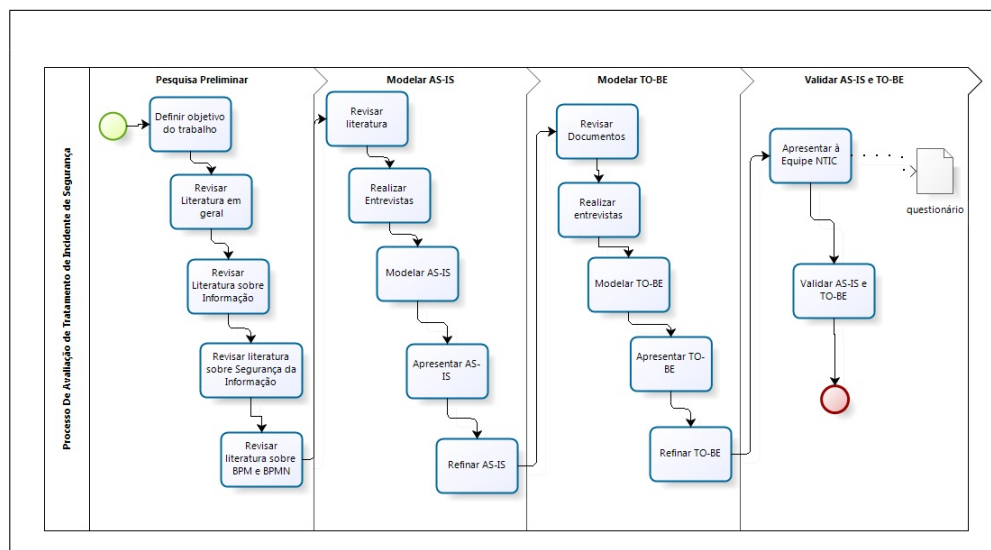 Processo De Avaliação de Tratamento de Incidente de Segurança
Pesquisa Preliminar
Definir objetivo
do trabalho
Revisar
Literatura em
geral
Revisar
Literatura sobre
Informação
Revisar literatura
sobre Segurança da
Informação
Revisar
literatura sobre
BPM e BPMN
Modelar AS-IS
Revisar
literatura
Realizar
Entrevistas
Modelar AS-IS
Apresentar AS-
IS
Refinar AS-IS
Modelar TO-BE
Revisar
Documentos
Realizar
entrevistas
Modelar TO-BE
Apresentar TO-
BE
Refinar TO-BE
Validar AS-IS e TO-BE
Apresentar à
Equipe NTIC
questionário
Validar AS-IS e
TO-BE